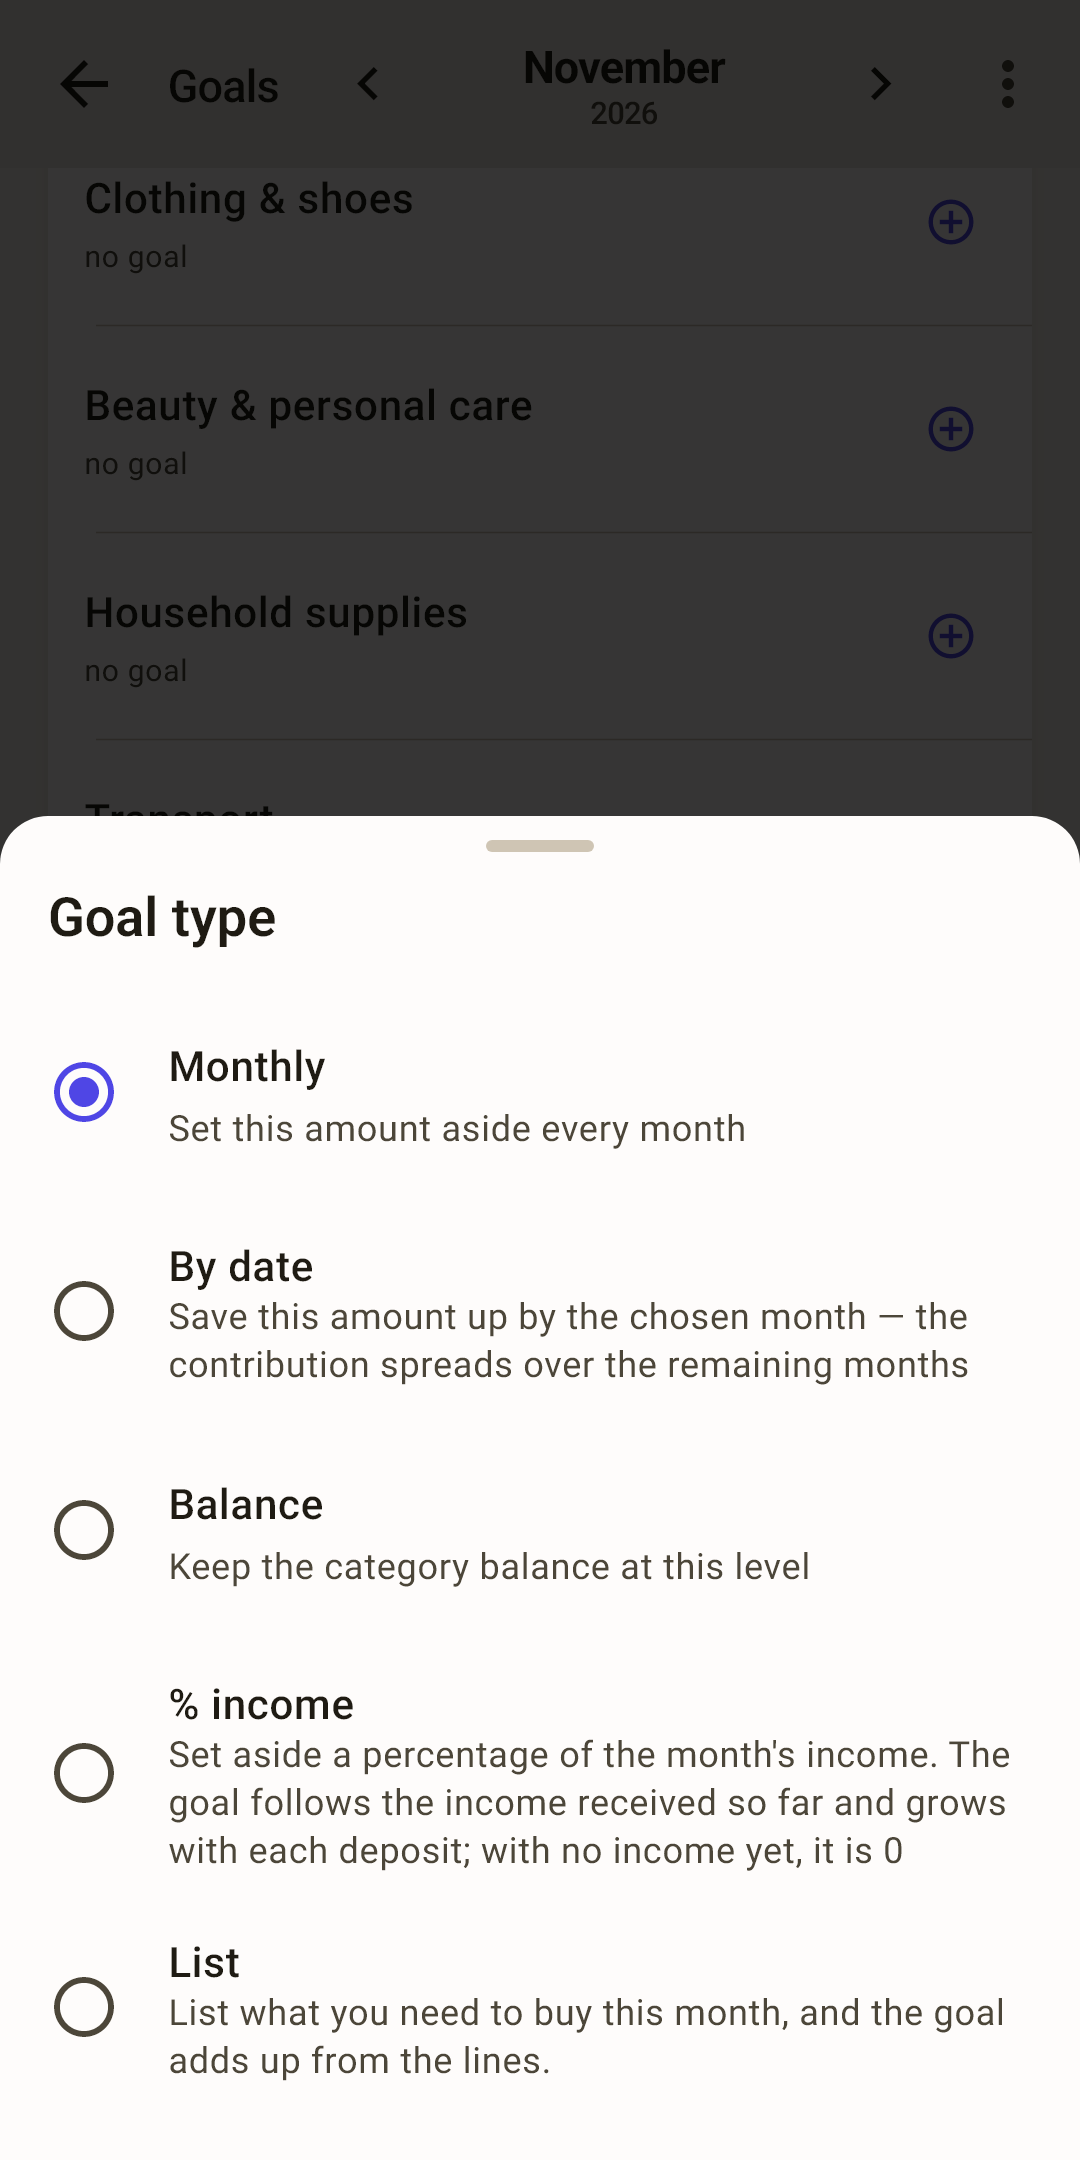 Goals
November
2026
Clothing & shoes
no goal
Beauty & personal care
no goal
Household supplies
no goal
Transport
Goal type
Monthly
Set this amount aside every month
By date
Save this amount up by the chosen month — the
contribution spreads over the remaining months
Balance
Keep the category balance at this level
% income
Set aside a percentage of the month's income. The
goal follows the income received so far and grows
with each deposit; with no income yet, it is 0
List
List what you need to buy this month, and the goal
adds up from the lines.